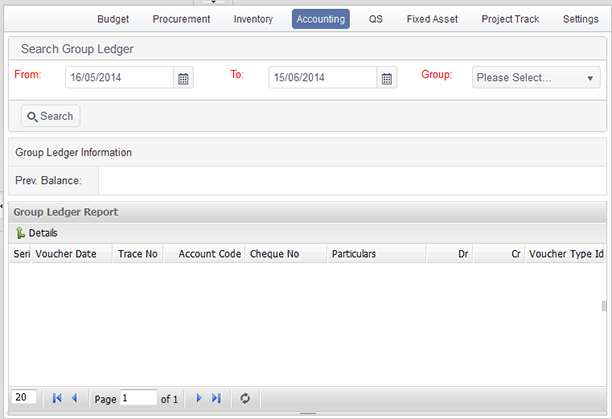 Budget Procurement Inventory Accounting QS Fixed Asset Project Track Settings
Search Group Ledger
From: 16/05/2014 To: 15/06/2014 Group: Please Select...
Search
Group Ledger Information
Prev. Balance:
Group Ledger Report
Details
Seri Voucher Date Trace No Account Code Cheque No Particulars Dr Cr Voucher Type Id
20 Page 1 of 1